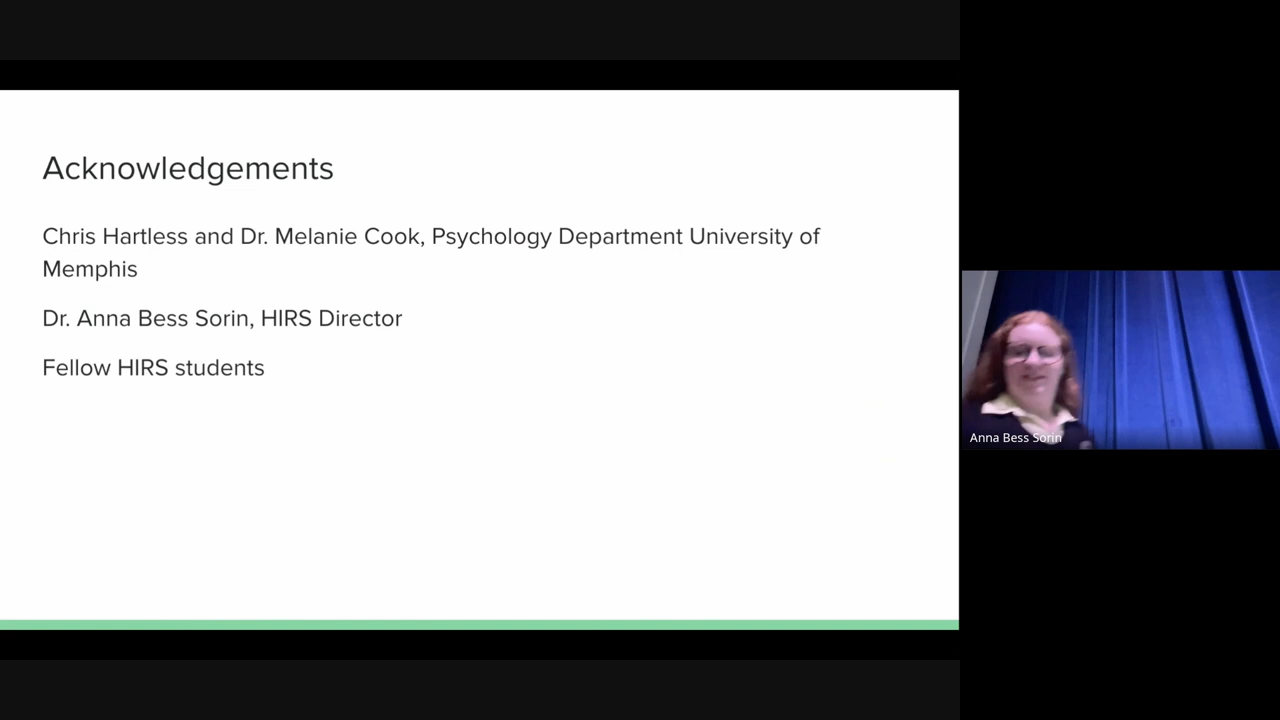 Acknowledgements
Chris Hartless and Dr. Melanie Cook, Psychology Department University of
Memphis
Dr. Anna Bess Sorin, HIRS Director
Fellow HIRS students
Anna Bess Sorin